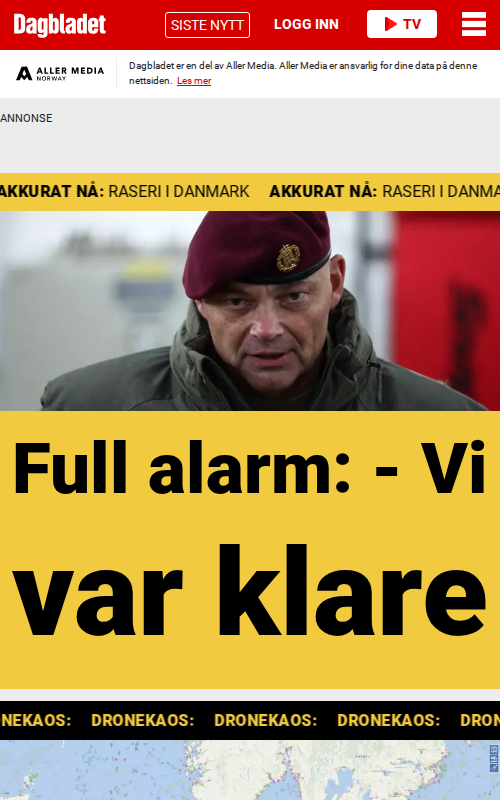 Dagbladet SISTE NYTT LOGG INN TV
ALLER MEDIA
NORWAY
Dagbladet er en del av Aller Media. Aller Media er ansvarlig for dine data på denne
nettsiden. Les mer
ANNONSE
AKKURAT NÅ: RASERI I DANMARK AKKURAT NÅ: RASERI I DANMA
Full alarm: - Vi
var klare
ONEKAOS: DRONEKAOS: DRONEKAOS: DRONEKAOS: DRON